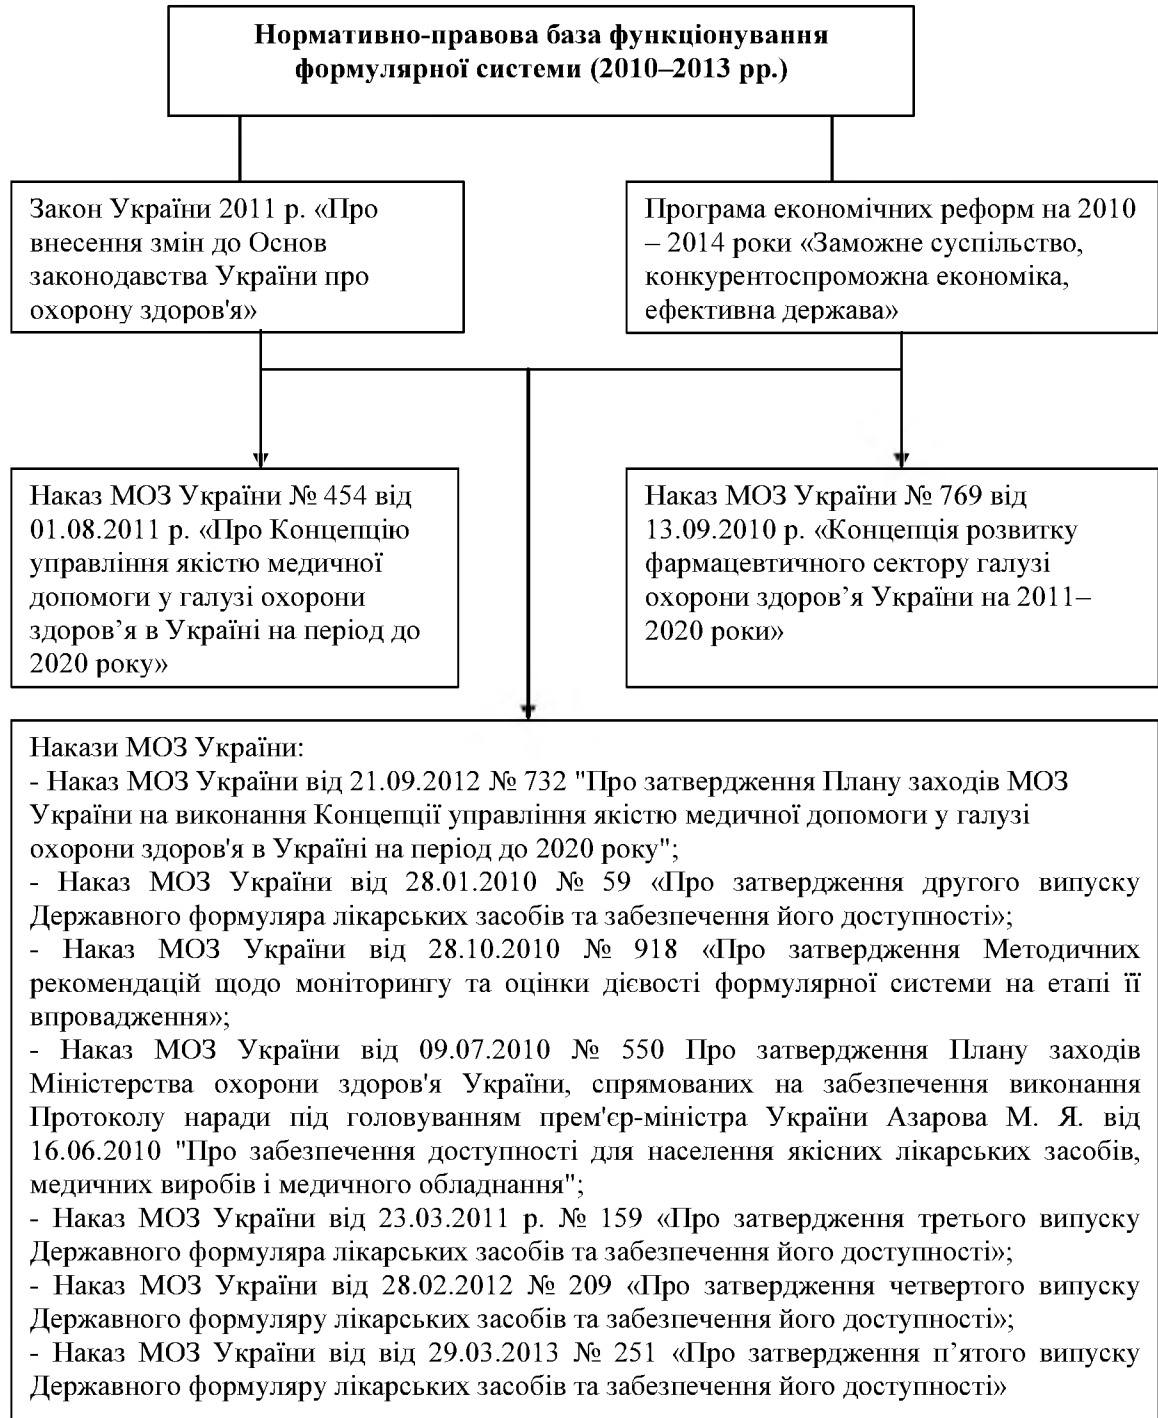 Нормативно-правова база функціонування
формулярної системи (2010–2013 рр.)
Закон України 2011 р. «Про
внесення змін до Основ
законодавства України про
охорону здоров'я»
Програма економічних реформ на 2010
– 2014 роки «Заможне суспільство,
конкурентоспроможна економіка,
ефективна держава»
Наказ МОЗ України № 454 від
01.08.2011 р. «Про Концепцію
управління якістю медичної
допомоги у галузі охорони
здоров’я в Україні на період до
2020 року»
Наказ МОЗ України № 769 від
13.09.2010 р. «Концепція розвитку
фармацевтичного сектору галузі
охорони здоров’я України на 2011–
2020 роки»
Накази МОЗ України:
- Наказ МОЗ України від 21.09.2012 № 732 "Про затвердження Плану заходів МОЗ
України на виконання Концепції управління якістю медичної допомоги у галузі
охорони здоров'я в Україні на період до 2020 року";
- Наказ МОЗ України від 28.01.2010 № 59 «Про затвердження другого випуску
Державного формуляра лікарських засобів та забезпечення його доступності»;
- Наказ МОЗ України від 28.10.2010 № 918 «Про затвердження Методичних
рекомендацій щодо моніторингу та оцінки дієвості формулярної системи на етапі її
впровадження»;
- Наказ МОЗ України від 09.07.2010 № 550 Про затвердження Плану заходів
Міністерства охорони здоров'я України, спрямованих на забезпечення виконання
Протоколу наради під головуванням прем'єр-міністра України Азарова М. Я. від
16.06.2010 "Про забезпечення доступності для населення якісних лікарських засобів,
медичних виробів і медичного обладнання";
- Наказ МОЗ України від 23.03.2011 р. № 159 «Про затвердження третього випуску
Державного формуляра лікарських засобів та забезпечення його доступності»;
- Наказ МОЗ України від 28.02.2012 № 209 «Про затвердження четвертого випуску
Державного формуляру лікарських засобів та забезпечення його доступності»;
- Наказ МОЗ України від від 29.03.2013 № 251 «Про затвердження п’ятого випуску
Державного формуляру лікарських засобів та забезпечення його доступності»